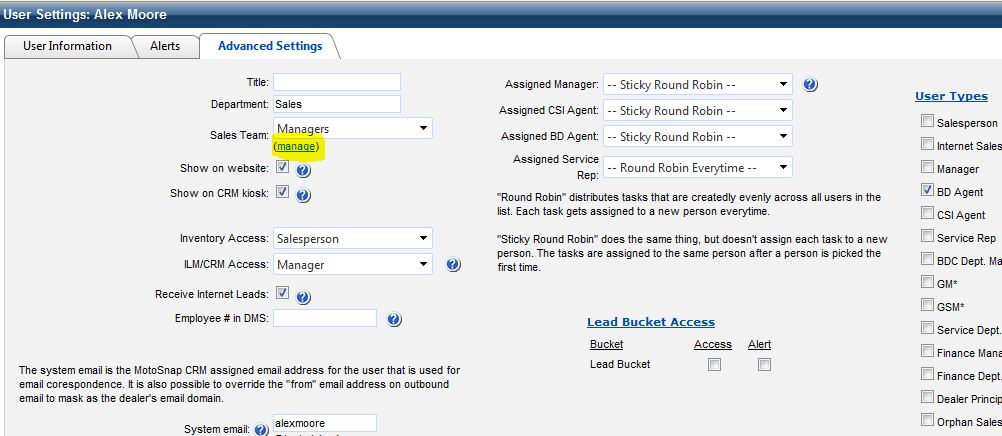 User Settings: Alex Moore
User Information
Alerts
Advanced Settings
Title:
Department: Sales
Sales Team: Managers
(manage)
Show on website:
Show on CRM kiosk:
Inventory Access: Salesperson
ILM/CRM Access: Manager
Receive Internet Leads:
Employee # in DMS:
The system email is the MotoSnap CRM assigned email address for the user that is used for
email corespondence. It is also possible to override the "from" email address on outbound
email to mask as the dealer's email domain.
System email: alexmoore
Assigned Manager: -- Sticky Round Robin --
Assigned CSI Agent: -- Sticky Round Robin --
Assigned BD Agent: -- Sticky Round Robin --
Assigned Service
Rep: -- Round Robin Everytime --
"Round Robin" distributes tasks that are createdly evenly across all users in the
list. Each task gets assigned to a new person everytime.
"Sticky Round Robin" does the same thing, but doesn't assign each task to a new
person. The tasks are assigned to the same person after a person is picked the
first time.
Lead Bucket Access
Bucket Access Alert
Lead Bucket
User Types
Salesperson
Internet Sales
Manager
BD Agent
CSI Agent
Service Rep
BDC Dept. Ma
GM*
GSM*
Service Dept.
Finance Mana
Finance Dept.
Dealer Princip
Orphan Sales